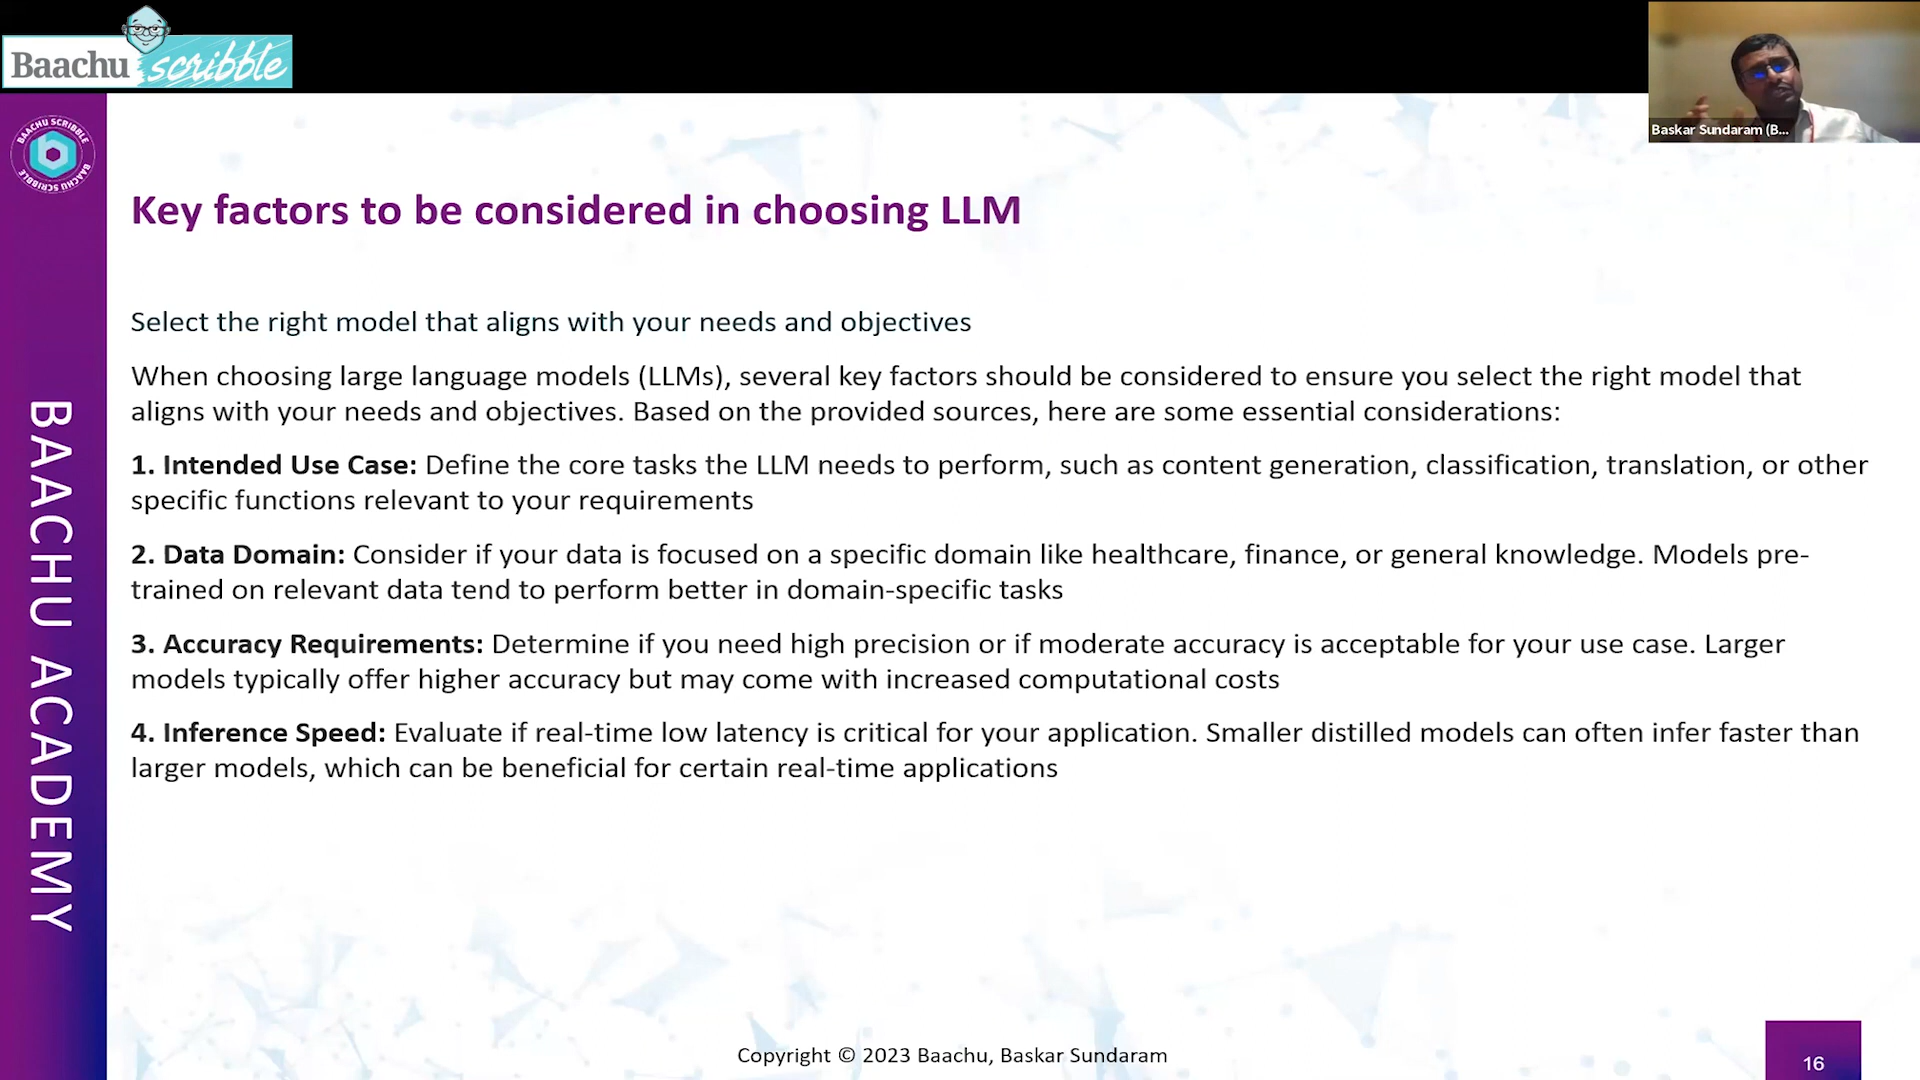 Baachu scribble
Baskar Sundaram (B...
BAACHU SCRIBBLE
BAACHU SCRIBBLE
BAACHU ACADEMY
Key factors to be considered in choosing LLM
Select the right model that aligns with your needs and objectives
When choosing large language models (LLMs), several key factors should be considered to ensure you select the right model that
aligns with your needs and objectives. Based on the provided sources, here are some essential considerations:
1. Intended Use Case: Define the core tasks the LLM needs to perform, such as content generation, classification, translation, or other
specific functions relevant to your requirements
2. Data Domain: Consider if your data is focused on a specific domain like healthcare, finance, or general knowledge. Models pre-
trained on relevant data tend to perform better in domain-specific tasks
3. Accuracy Requirements: Determine if you need high precision or if moderate accuracy is acceptable for your use case. Larger
models typically offer higher accuracy but may come with increased computational costs
4. Inference Speed: Evaluate if real-time low latency is critical for your application. Smaller distilled models can often infer faster than
larger models, which can be beneficial for certain real-time applications
Copyright © 2023 Baachu, Baskar Sundaram
16